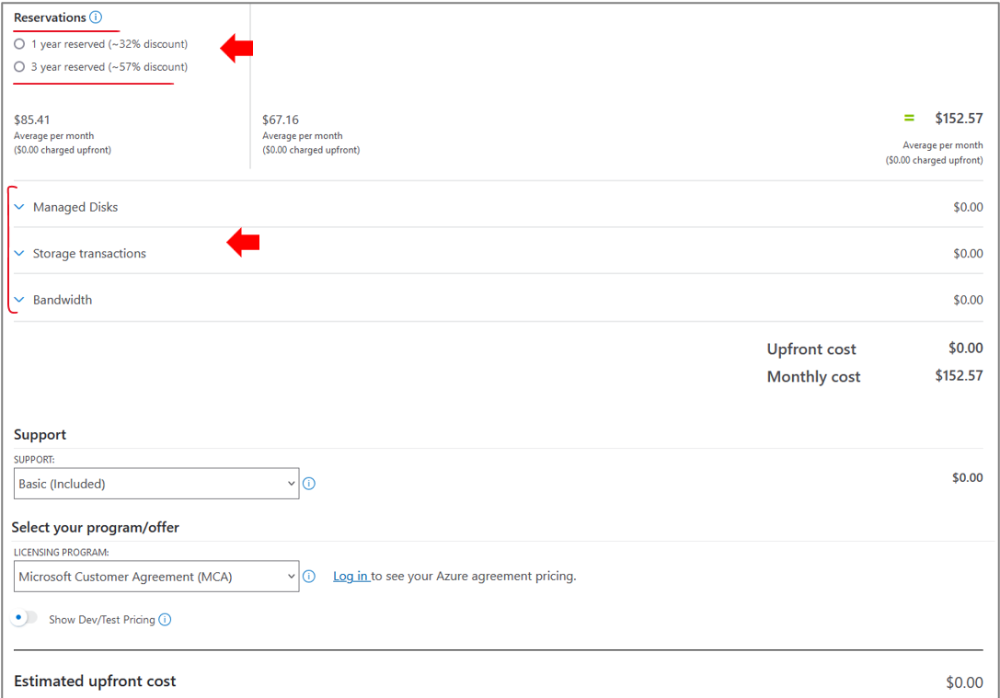 Reservations
1 year reserved (~32% discount)
3 year reserved (~57% discount)
$85.41
Average per month
($0.00 charged upfront)
$67.16
Average per month
($0.00 charged upfront)
= $152.57
Average per month
($0.00 charged upfront)
Managed Disks $0.00
Storage transactions $0.00
Bandwidth $0.00
Upfront cost $0.00
Monthly cost $152.57
Support
SUPPORT:
Basic (Included) $0.00
Select your program/offer
LICENSING PROGRAM:
Microsoft Customer Agreement (MCA) Log in to see your Azure agreement pricing.
Show Dev/Test Pricing
Estimated upfront cost $0.00